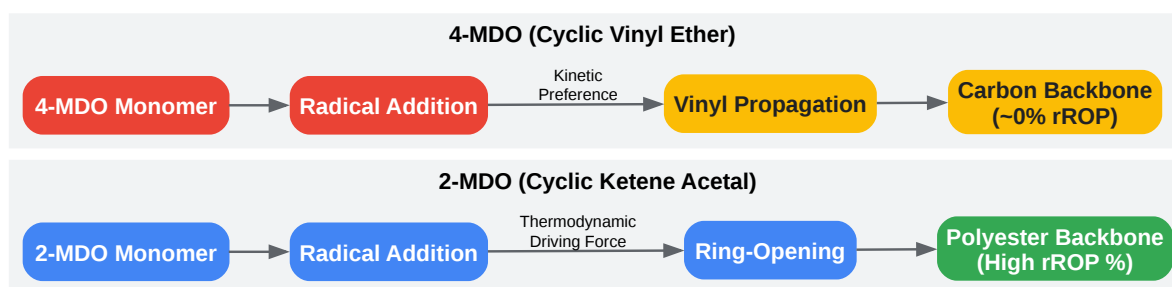 4-MDO (Cyclic Vinyl Ether)
4-MDO Monomer
Radical Addition
Kinetic
Preference
Vinyl Propagation
Carbon Backbone
(~0% rROP)
2-MDO (Cyclic Ketene Acetal)
2-MDO Monomer
Radical Addition
Thermodynamic
Driving Force
Ring-Opening
Polyester Backbone
(High rROP %)